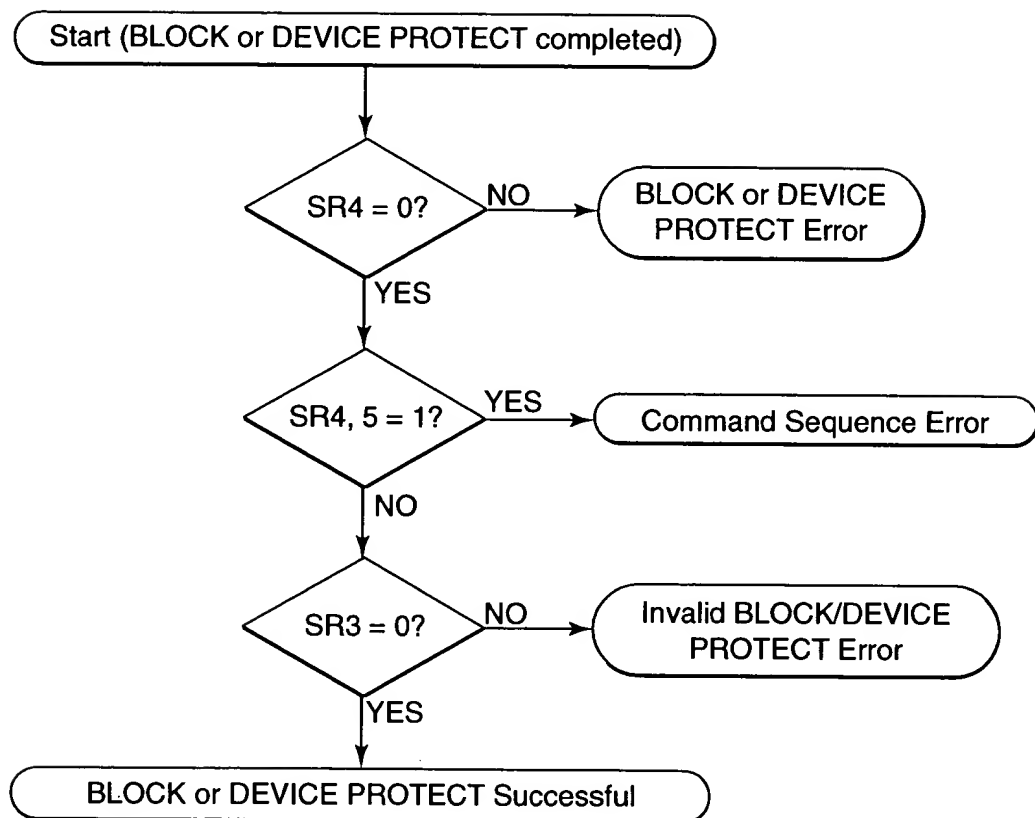 Start (BLOCK or DEVICE PROTECT completed)
SR4 = 0?
NO
BLOCK or DEVICE
PROTECT Error
YES
SR4, 5 = 1?
YES
Command Sequence Error
NO
SR3 = 0?
NO
Invalid BLOCK/DEVICE
PROTECT Error
YES
BLOCK or DEVICE PROTECT Successful